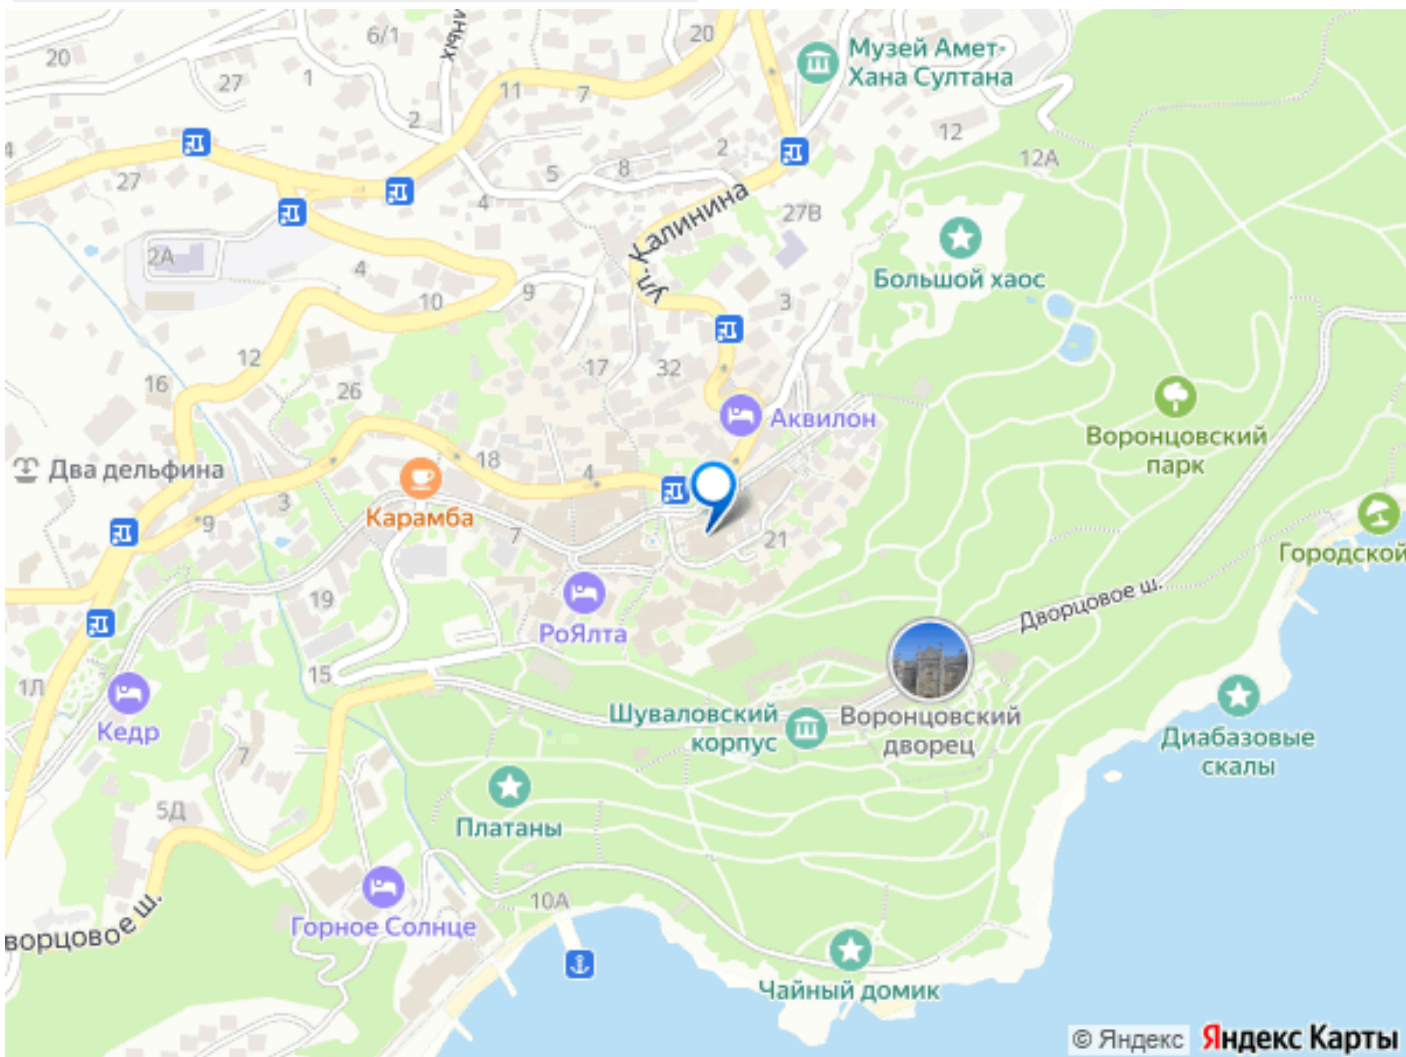 6/1
20
20
27
1
иных
11
7
2
Музей Амет-
Хана Султана
12
12А
4
27
2
8
5
4
ул. Калинина
27В
2А
4
10
9
3
Большой хаос
12
17
32
16
26
Аквилон
Воронцовский
парк
Два дельфина
18
4
3
9
Карамба
7
21
Городской
19
РоЯлта
Дворцовое ш.
15
1Л
Кедр
Шуваловский
корпус
Воронцовский
дворец
Диабазовые
скалы
7
5Д
Платаны
ворцовое ш.
10А
Горное Солнце
Чайный домик
© Яндекс
Яндекс Карты